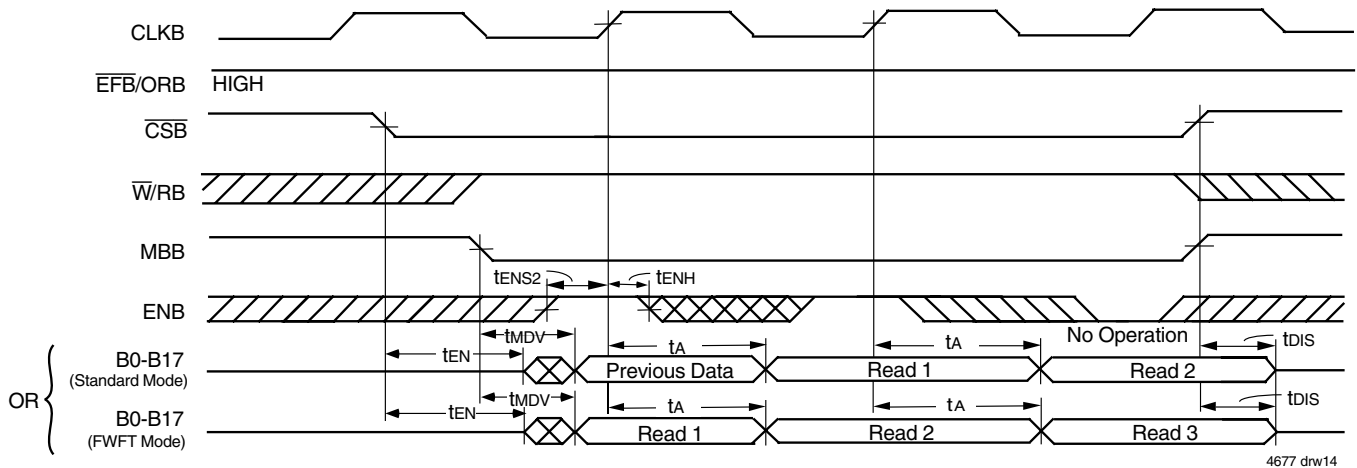 CLKB
EFB/ORB HIGH
CSB
W/RB
MBB
tENS2 tENH
ENB
No Operation
tMDV
tEN tA tA tDIS
B0-B17 Previous Data Read 1 Read 2
(Standard Mode)
OR
tMDV
tEN tA tA tDIS
B0-B17 Read 1 Read 2 Read 3
(FWFT Mode)
4677 drw14